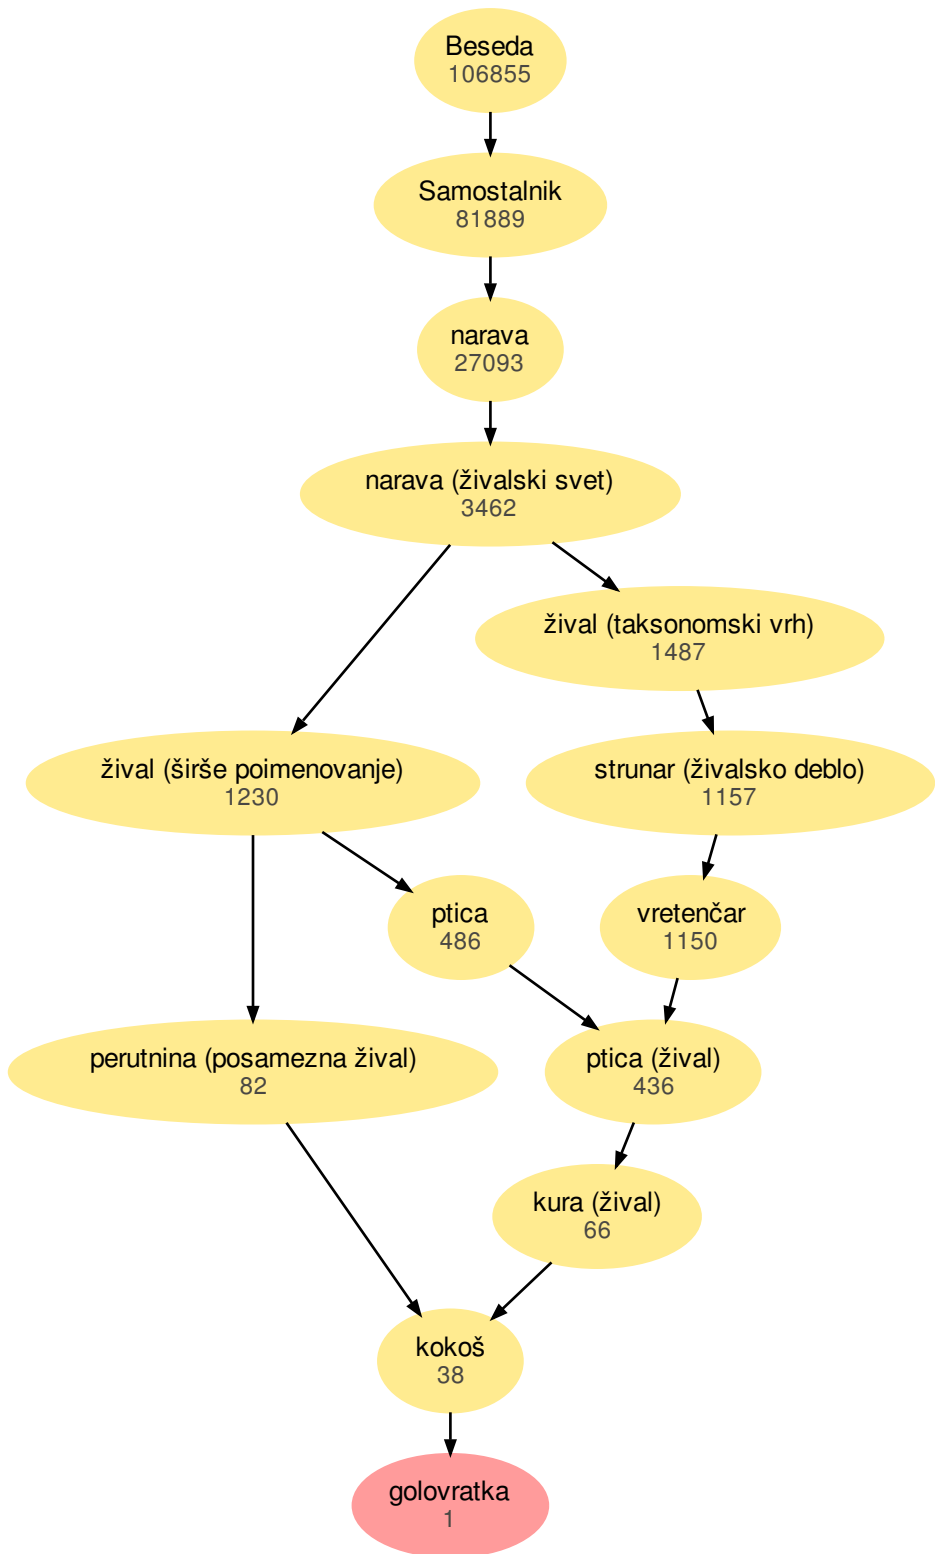 Beseda
106855
Samostalnik
81889
narava
27093
narava (živalski svet)
3462
žival (taksonomski vrh)
1487
žival (širše poimenovanje)
1230
strunar (živalsko deblo)
1157
ptica
486
vretenčar
1150
perutnina (posamezna žival)
82
ptica (žival)
436
kura (žival)
66
kokoš
38
golovratka
1